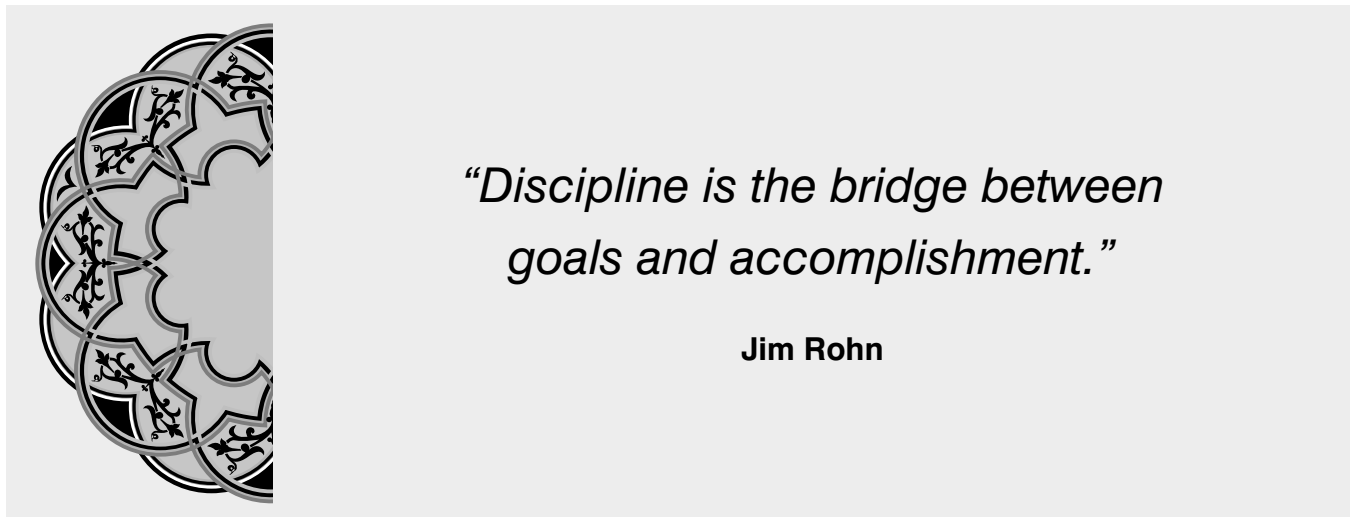 “Discipline is the bridge between
goals and accomplishment.”
Jim Rohn